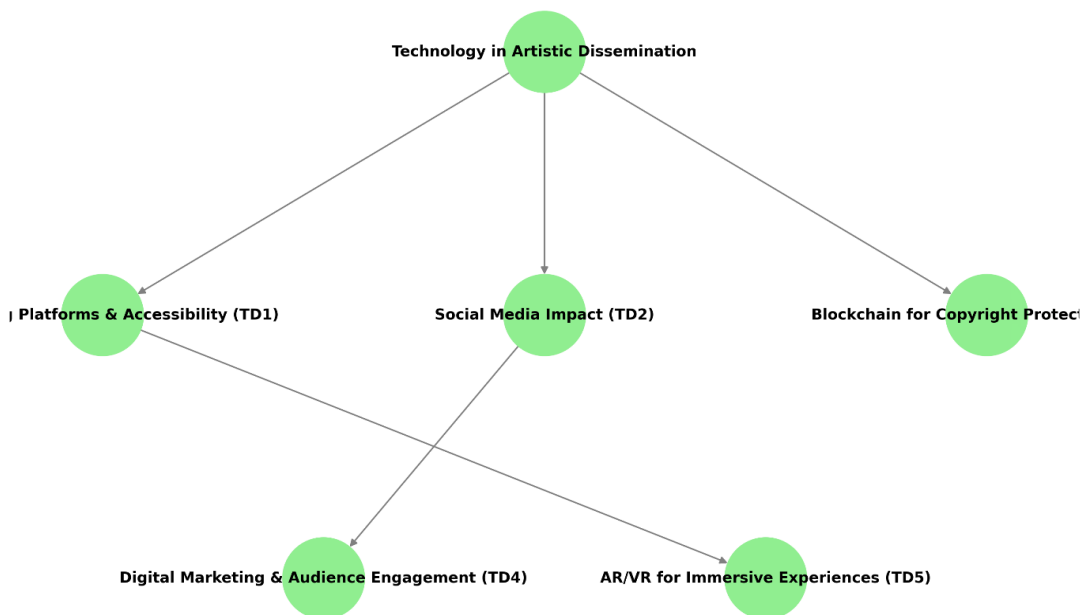 Technology in Artistic Dissemination
Platforms & Accessibility (TD1)
Social Media Impact (TD2)
Blockchain for Copyright
Digital Marketing & Audience Engagement (TD4)
AR/VR for Immersive Experiences (TD5)